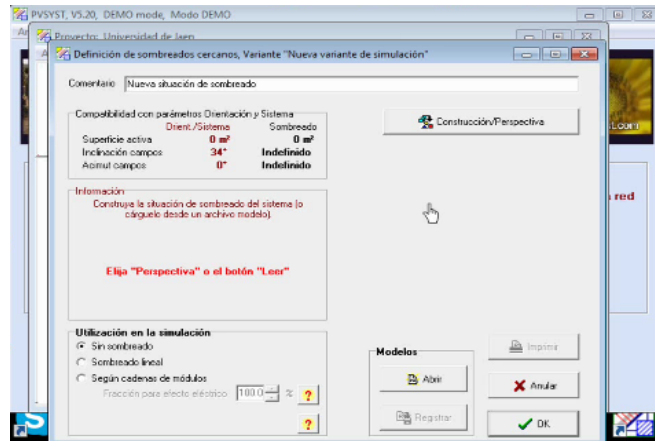 PVSYST, V5.20, DEMO mode, Modo DEMO
Proyecto: Universidad de Jaen
Definición de sombreados cercanos, Variante "Nueva variante de simulación"
Comentario Nueva situación de sombreado
Compatibilidad con parámetros Orientación y Sistema
Orient./Sistema Sombreado
Superficie activa 0 m² 0 m²
Inclinación campos 34° Indefinido
Acimut campos 0° Indefinido
Construcción/Perspectiva
Información
Construya la situación de sombreado del sistema (o
cárguelo desde un archivo modelo).
Elija "Perspectiva" o el botón "Leer"
red
Utilización en la simulación
Sin sombreado
Sombreado lineal
Según cadenas de módulos
Fracción para efecto eléctrico 100.0 % ?
?
Modelos
Abrir
Registrar
Imprimir
Anular
OK